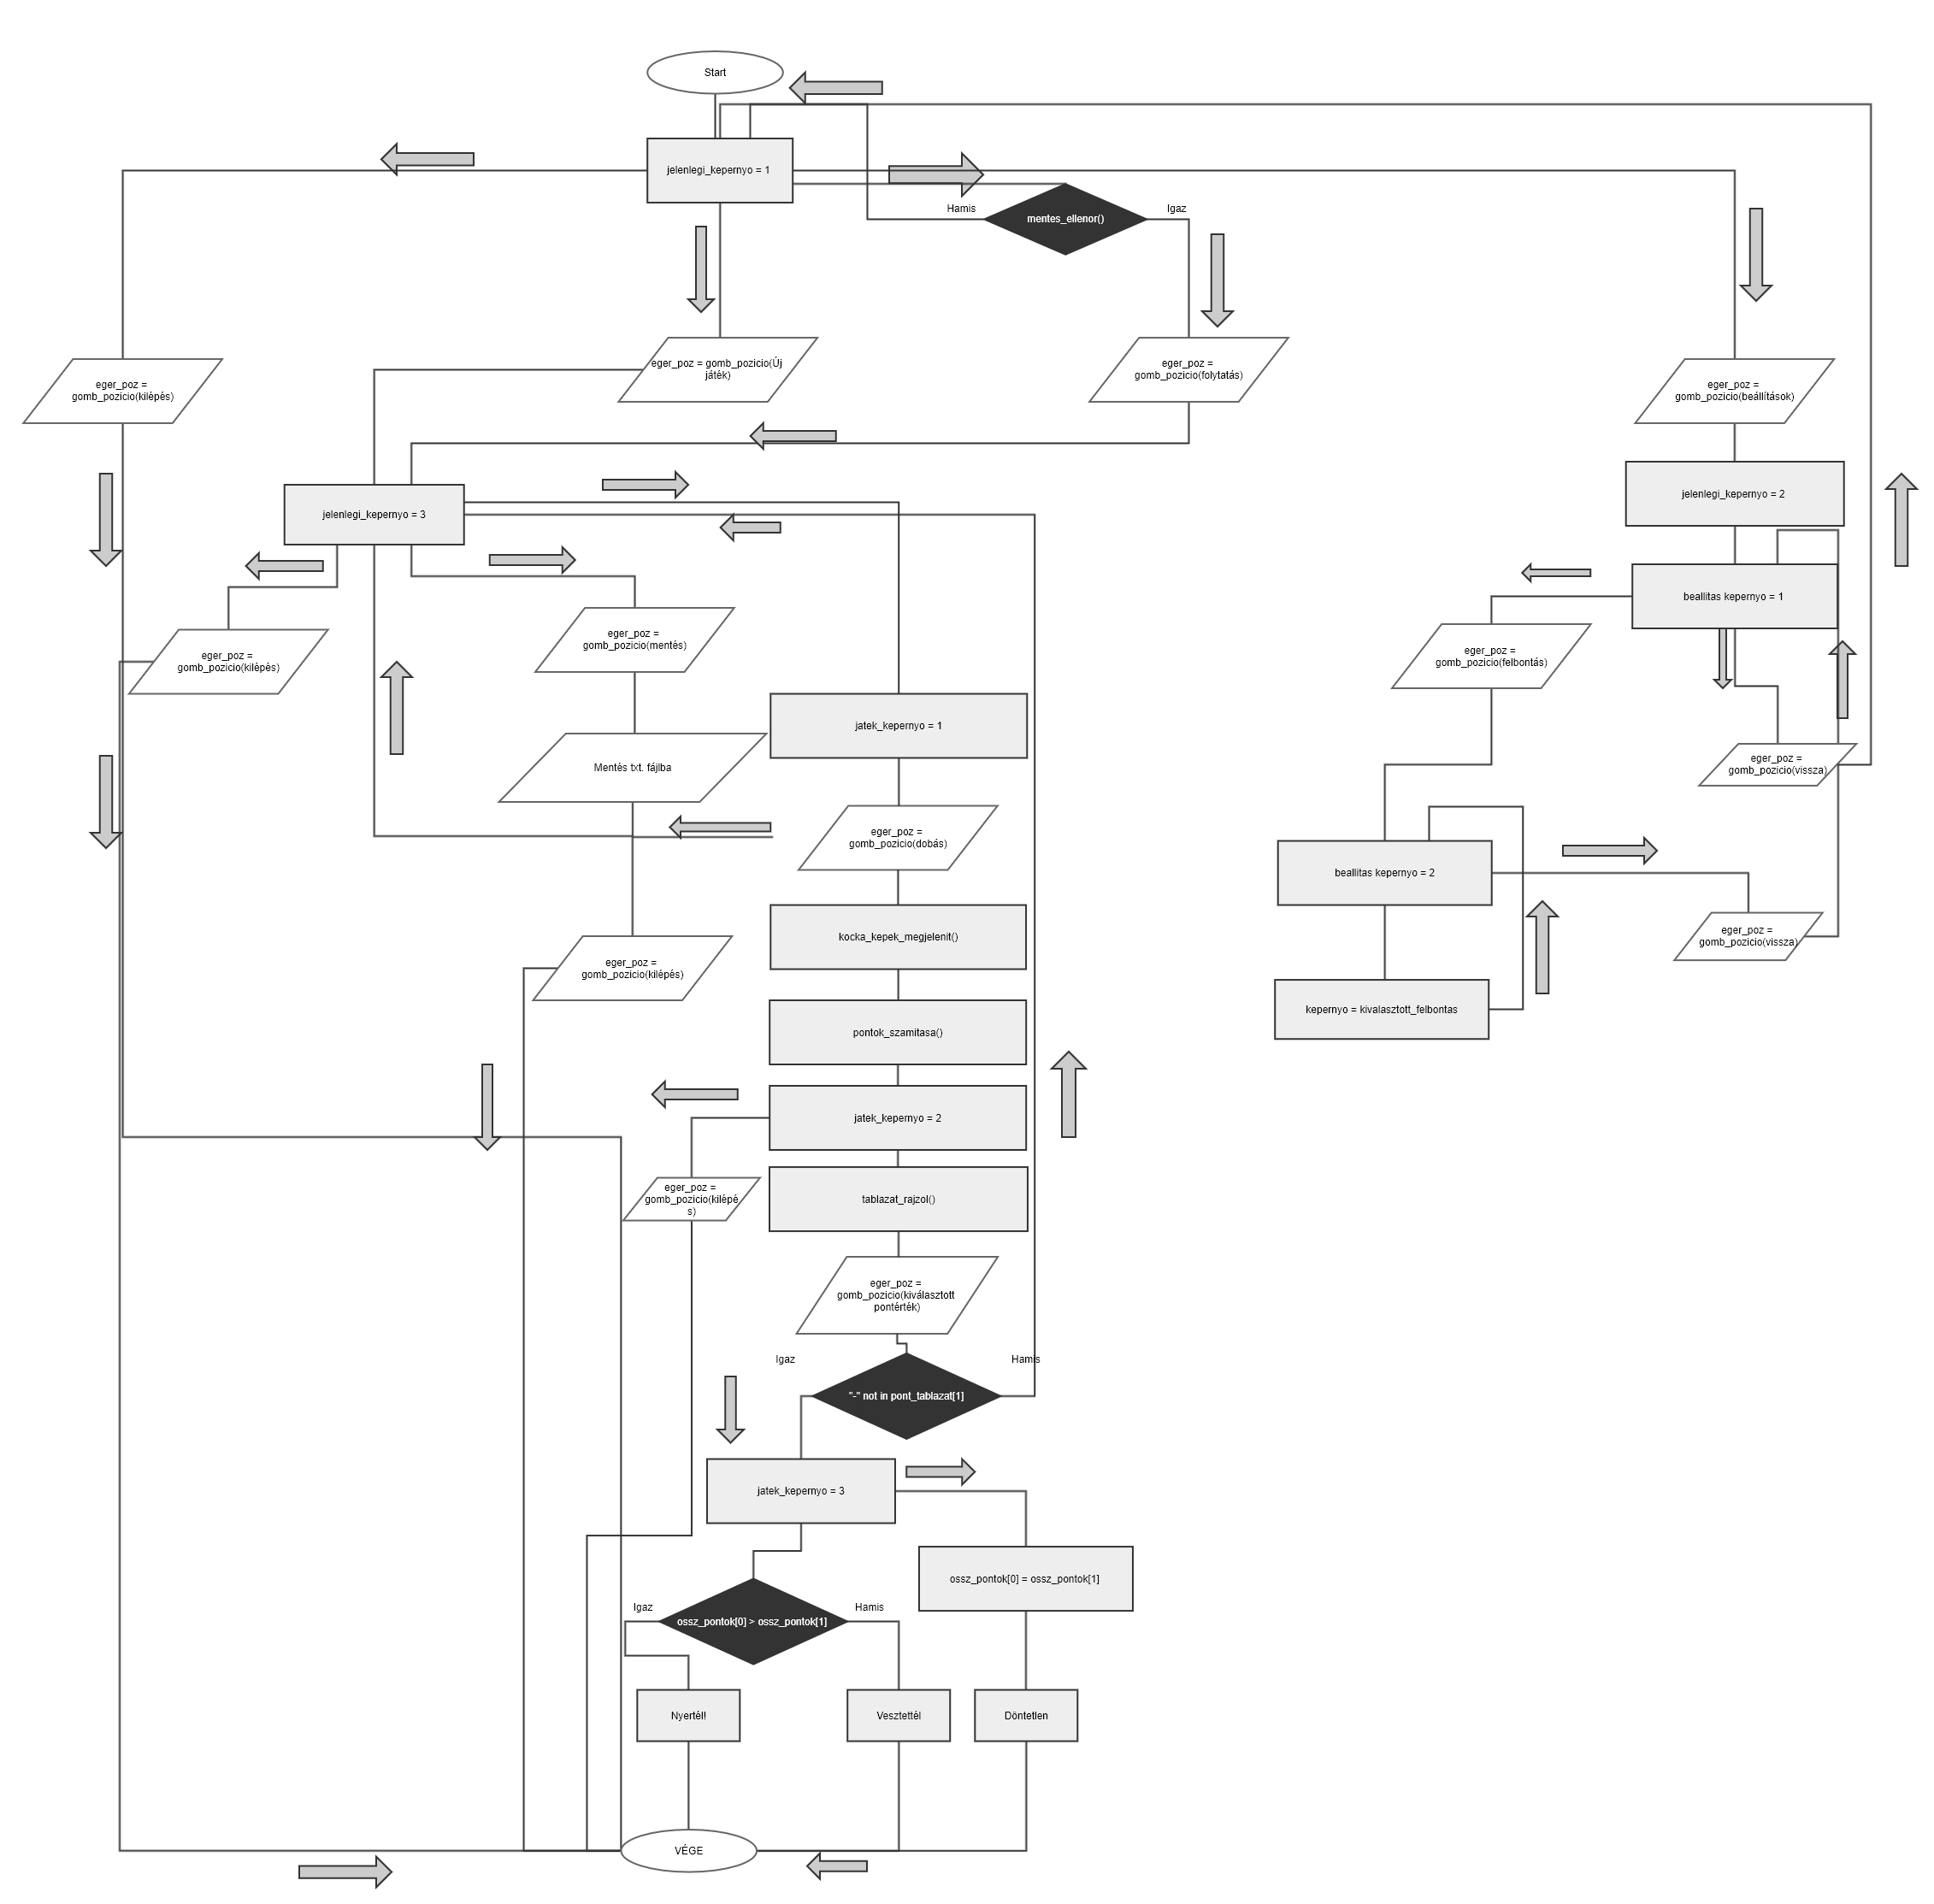 Start
jelenlegi_kepernyo = 1
Hamis
mentes_ellenor()
Igaz
eger_poz =
gomb_pozicio(kilépés)
eger_poz = gomb_pozicio(Új
játék)
eger_poz =
gomb_pozicio(folytatás)
eger_poz =
gomb_pozicio(beállítások)
jelenlegi_kepernyo = 3
jelenlegi_kepernyo = 2
beallitas kepernyo = 1
eger_poz =
gomb_pozicio(kilépés)
eger_poz =
gomb_pozicio(mentés)
eger_poz =
gomb_pozicio(felbontás)
jatek_kepernyo = 1
Mentés txt. fájlba
eger_poz =
gomb_pozicio(vissza)
eger_poz =
gomb_pozicio(dobás)
beallitas kepernyo = 2
kocka_kepek_megjelenit()
eger_poz =
gomb_pozicio(vissza)
eger_poz =
gomb_pozicio(kilépés)
kepernyo = kivalasztott_felbontas
pontok_szamitasa()
jatek_kepernyo = 2
eger_poz =
gomb_pozicio(kilépé
s)
tablazat_rajzol()
eger_poz =
gomb_pozicio(kiválasztott
pontérték)
Igaz
Hamis
"-" not in pont_tablazat[1]
jatek_kepernyo = 3
ossz_pontok[0] = ossz_pontok[1]
Igaz
Hamis
ossz_pontok[0] > ossz_pontok[1]
Nyertél!
Vesztettél
Döntetlen
VÉGE